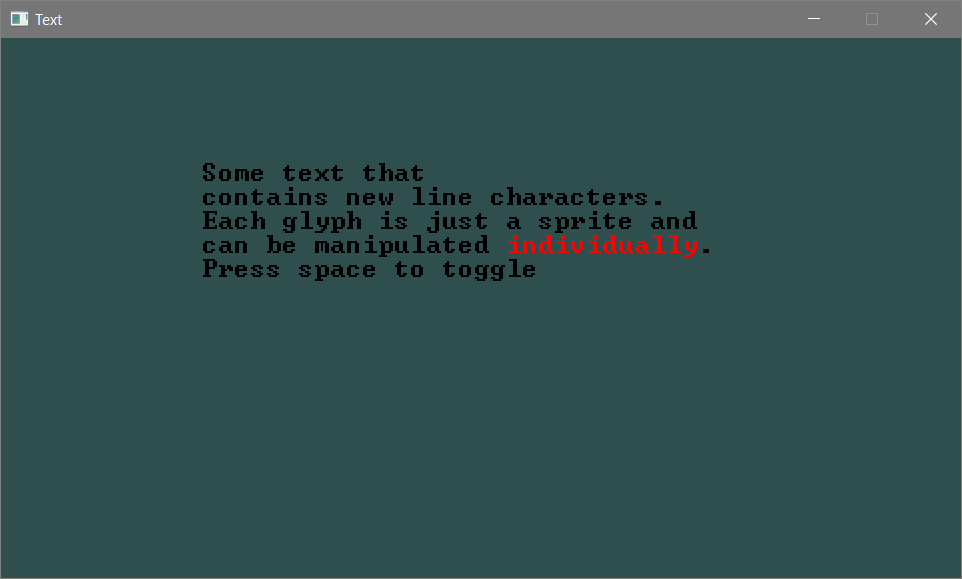 Text
Some text that
contains new line characters.
Each glyph is just a sprite and
can be manipulated individually.
Press space to toggle